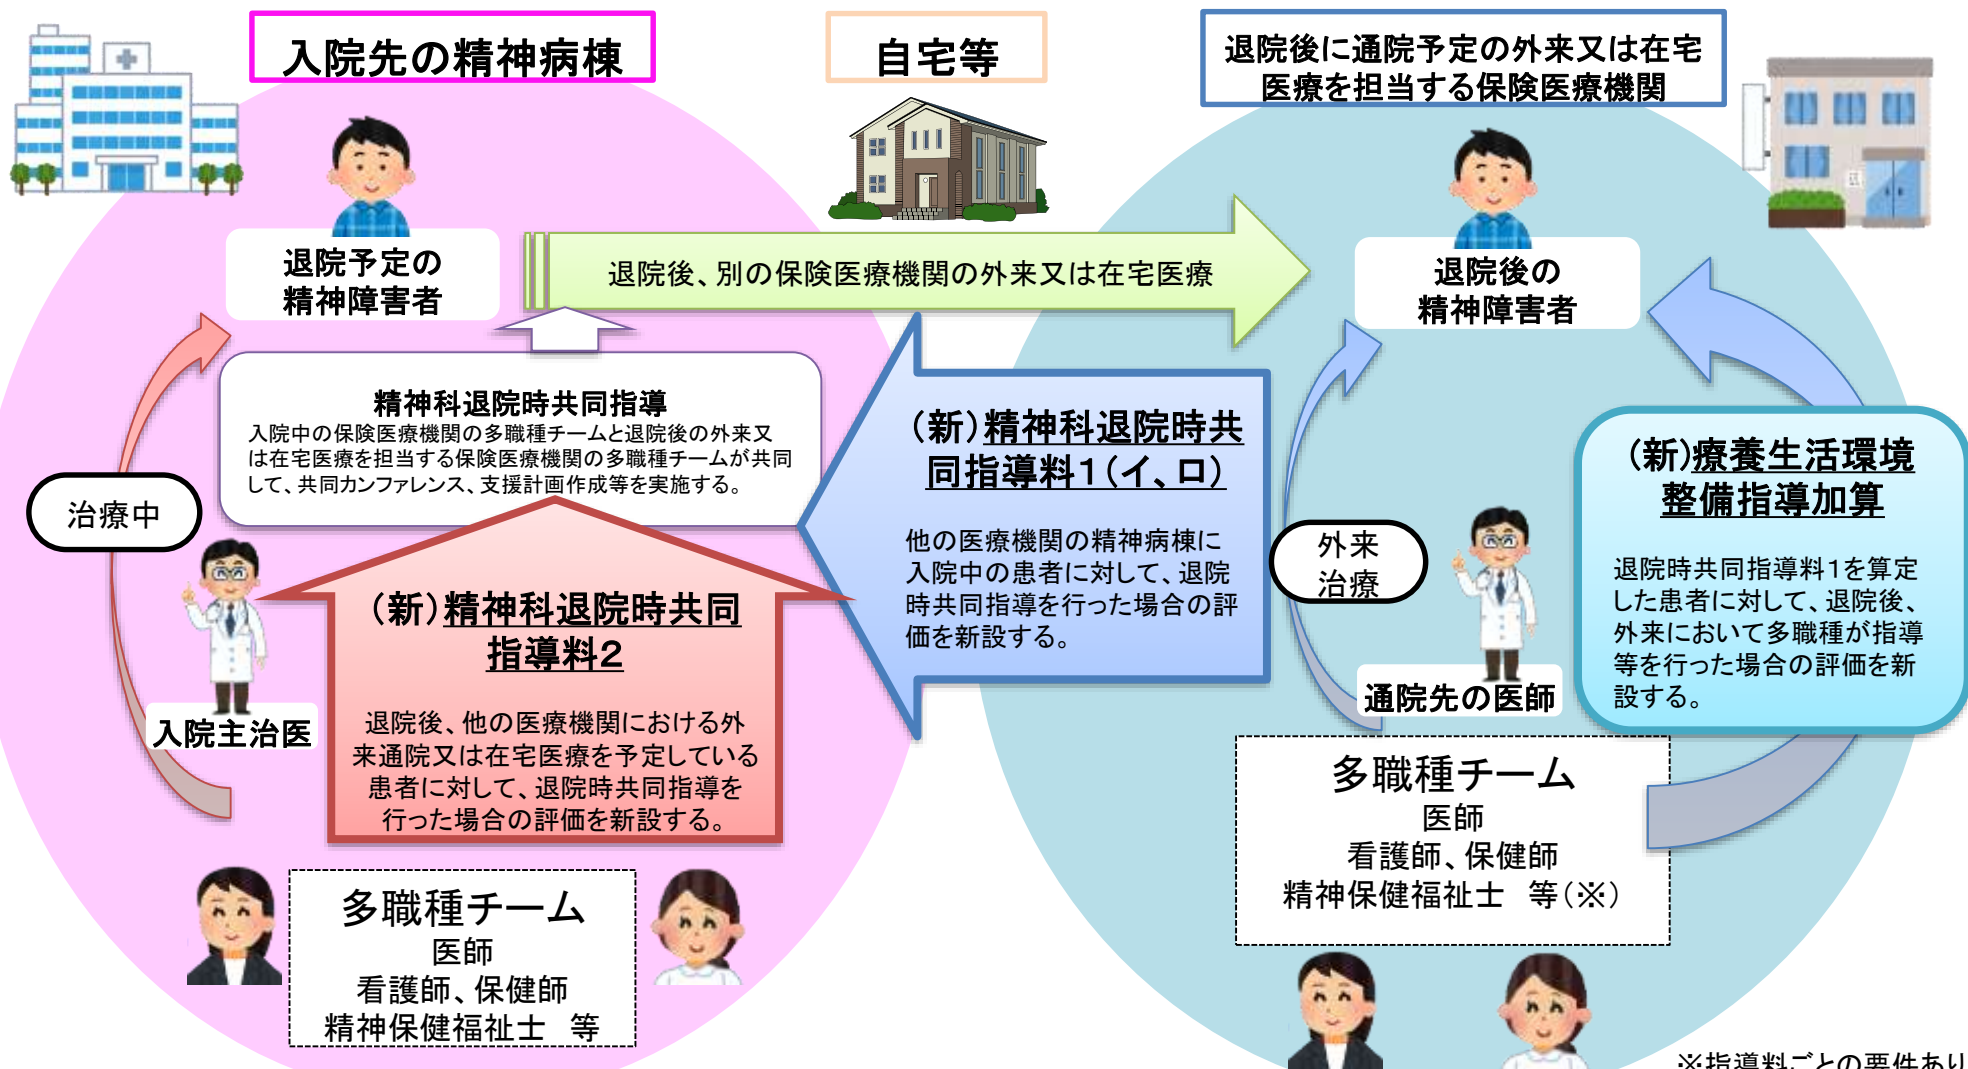 入院先の精神病棟
自宅等
退院後に通院予定の外来又は在宅
医療を担当する保険医療機関
退院予定の
精神障害者
退院後、別の保険医療機関の外来又は在宅医療
退院後の
精神障害者
精神科退院時共同指導
入院中の保険医療機関の多職種チームと退院後の外来又
は在宅医療を担当する保険医療機関の多職種チームが共同
して、共同カンファレンス、支援計画作成等を実施する。
治療中
入院主治医
(新)精神科退院時共同
指導料2
退院後、他の医療機関における外
来通院又は在宅医療を予定している
患者に対して、退院時共同指導を
行った場合の評価を新設する。
多職種チーム
医師
看護師、保健師
精神保健福祉士 等
(新)精神科退院時共
同指導料1(イ、ロ)
他の医療機関の精神病棟に
入院中の患者に対して、退院
時共同指導を行った場合の評
価を新設する。
外来
治療
通院先の医師
(新)療養生活環境
整備指導加算
退院時共同指導料1を算定
した患者に対して、退院後、
外来において多職種が指導
等を行った場合の評価を新
設する。
多職種チーム
医師
看護師、保健師
精神保健福祉士 等(※)
※指導料ごとの要件あり